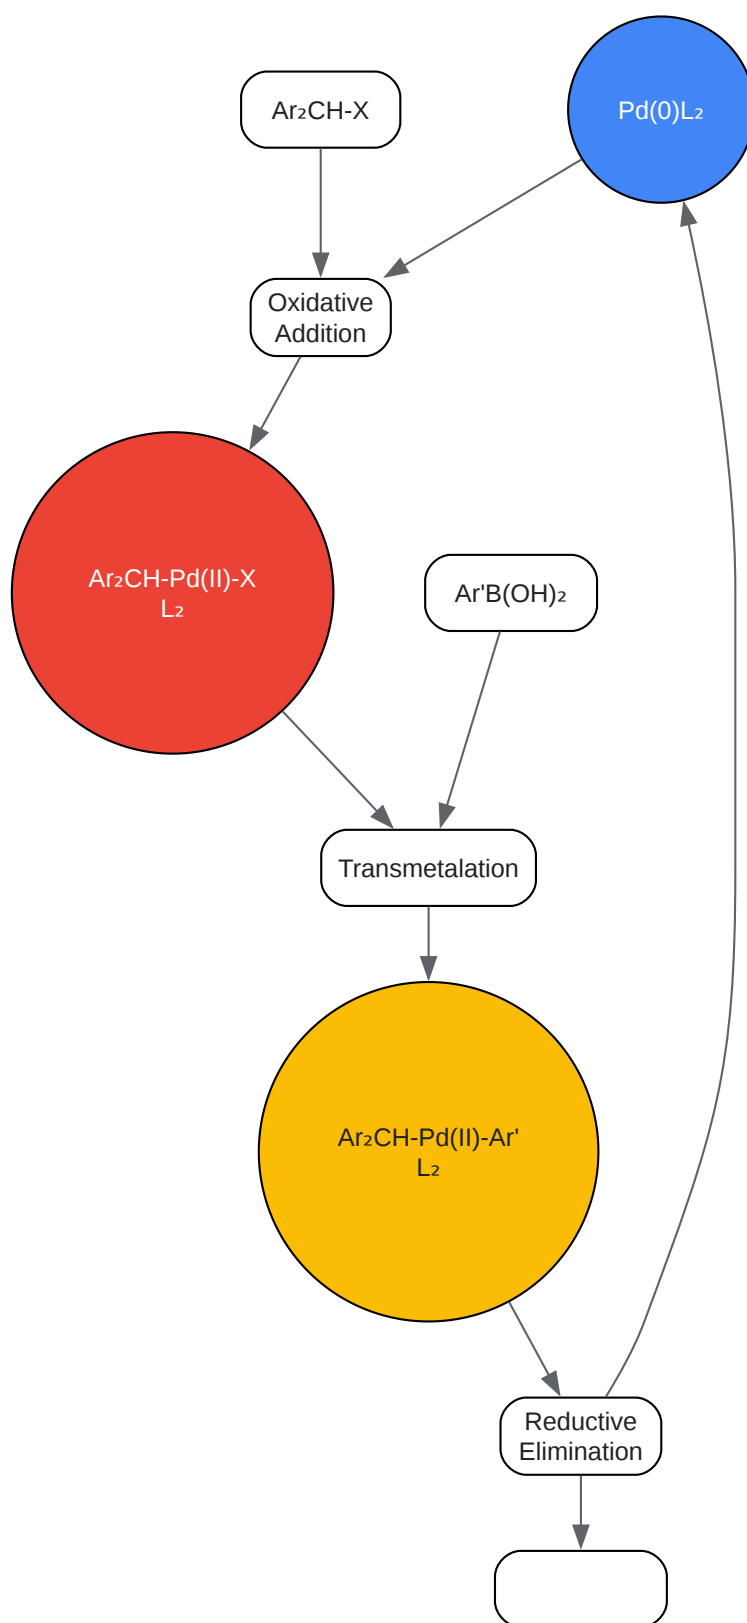 Ar₂CH-X
Pd(0)L₂
Oxidative
Addition
Ar₂CH-Pd(II)-X
L₂
Ar'B(OH)₂
Transmetalation
Ar₂CH-Pd(II)-Ar'
L₂
Reductive
Elimination